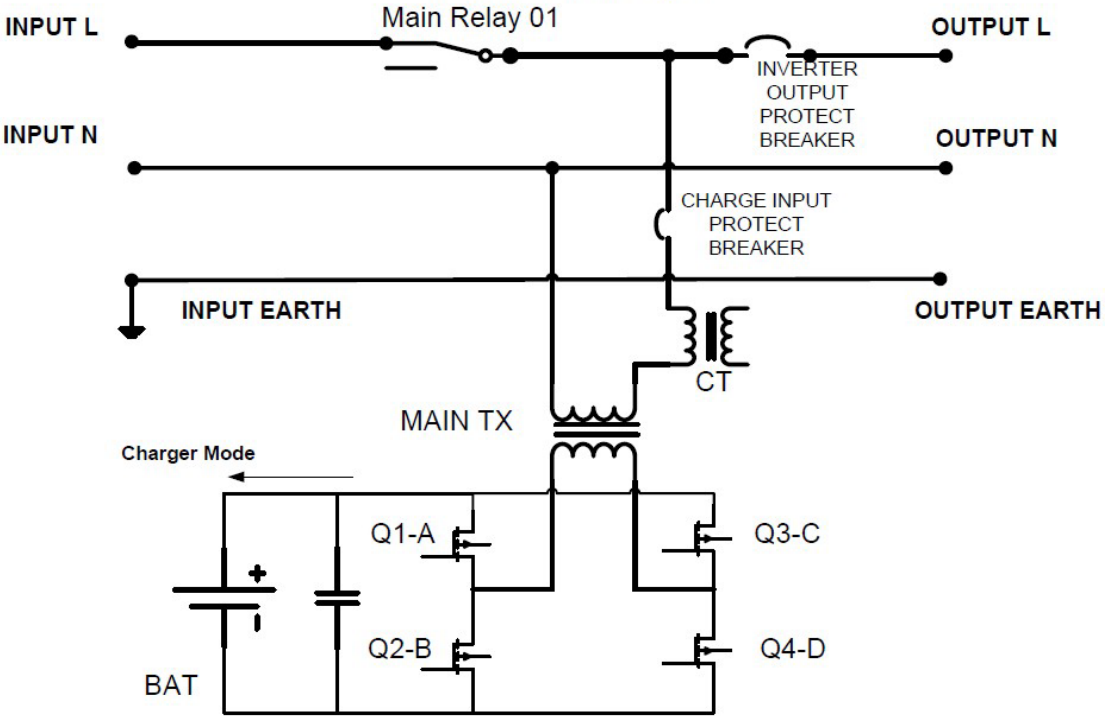 Main Relay 01
INPUT L
OUTPUT L
INVERTER
OUTPUT
PROTECT
BREAKER
INPUT N
OUTPUT N
CHARGE INPUT
PROTECT
BREAKER
INPUT EARTH
OUTPUT EARTH
CT
MAIN TX
Charger Mode
Q1-A
Q3-C
+
-
Q2-B
Q4-D
BAT